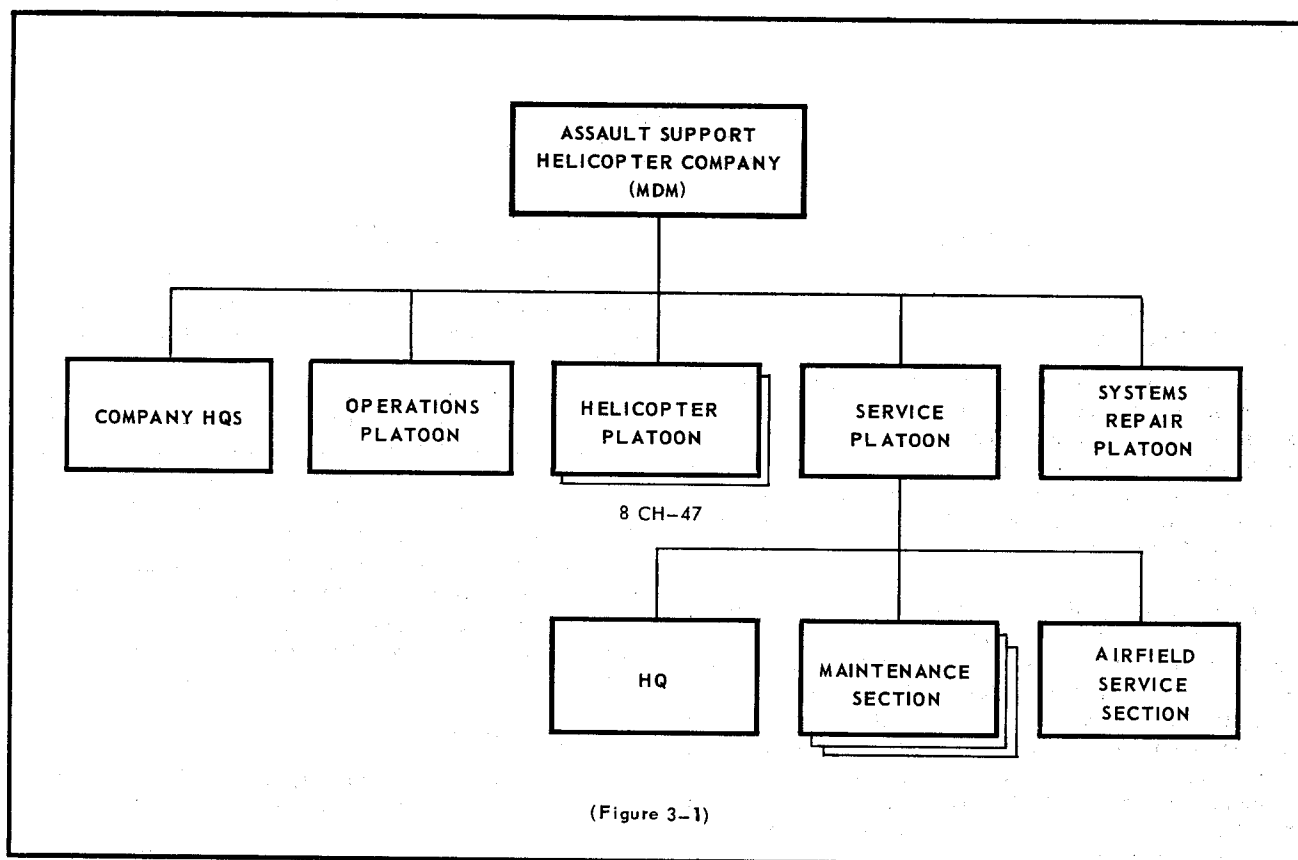 ASSAULT SUPPORT
HELICOPTER COMPANY
(MDM)
COMPANY HQS
OPERATIONS
PLATOON
HELICOPTER
PLATOON
8 CH-47
SERVICE
PLATOON
SYSTEMS
REPAIR
PLATOON
HQ
MAINTENANCE
SECTION
AIRFIELD
SERVICE
SECTION
(Figure 3-1)